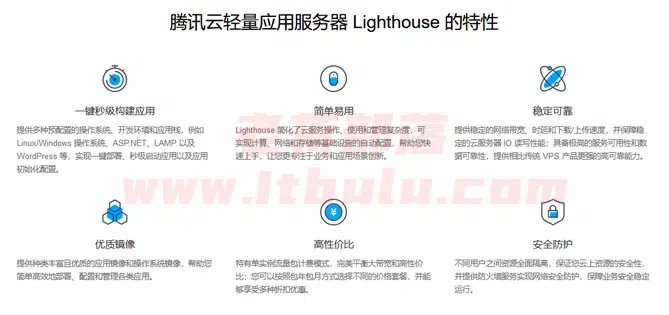 腾讯云轻量应用服务器 Lighthouse 的特性
一键秒级构建应用
提供多种预配置的操作系统、开发环境和应用栈，例如
Linux/Windows 操作系统、ASP.NET、LAMP 以及
WordPress 等，实现一键部署、秒级启动应用以及应用
初始化配置。
简单易用
Lighthouse 简化了云服务操作、使用和管理复杂度，可
实现计算、网络和存储等基础设施的自动配置，帮助您快
速上手，让您更专注于业务和应用场景创新。
稳定可靠
提供稳定的网络带宽、时延和下载/上传速度，并保障稳
定的云服务器 IO 读写性能；具备极高的服务可用性和数
据可靠性，提供相比传统 VPS 产品更强的高可靠能力。
优质镜像
提供种类丰富且优质的应用镜像和操作系统镜像，帮助您
简单高效地部署、配置和管理各类应用。
高性价比
特有单实例流量包计费模式，完美平衡大带宽和高性价
比；您可以按照包年包月方式选择不同的价格套餐，并能
够享受多种折扣优惠。
安全防护
不同用户之间资源全面隔离，保证您云上资源的安全性，
并提供防火墙服务实现网络安全防护，保障业务安全稳定
运行。
老蒋部落
www.itbulu.com